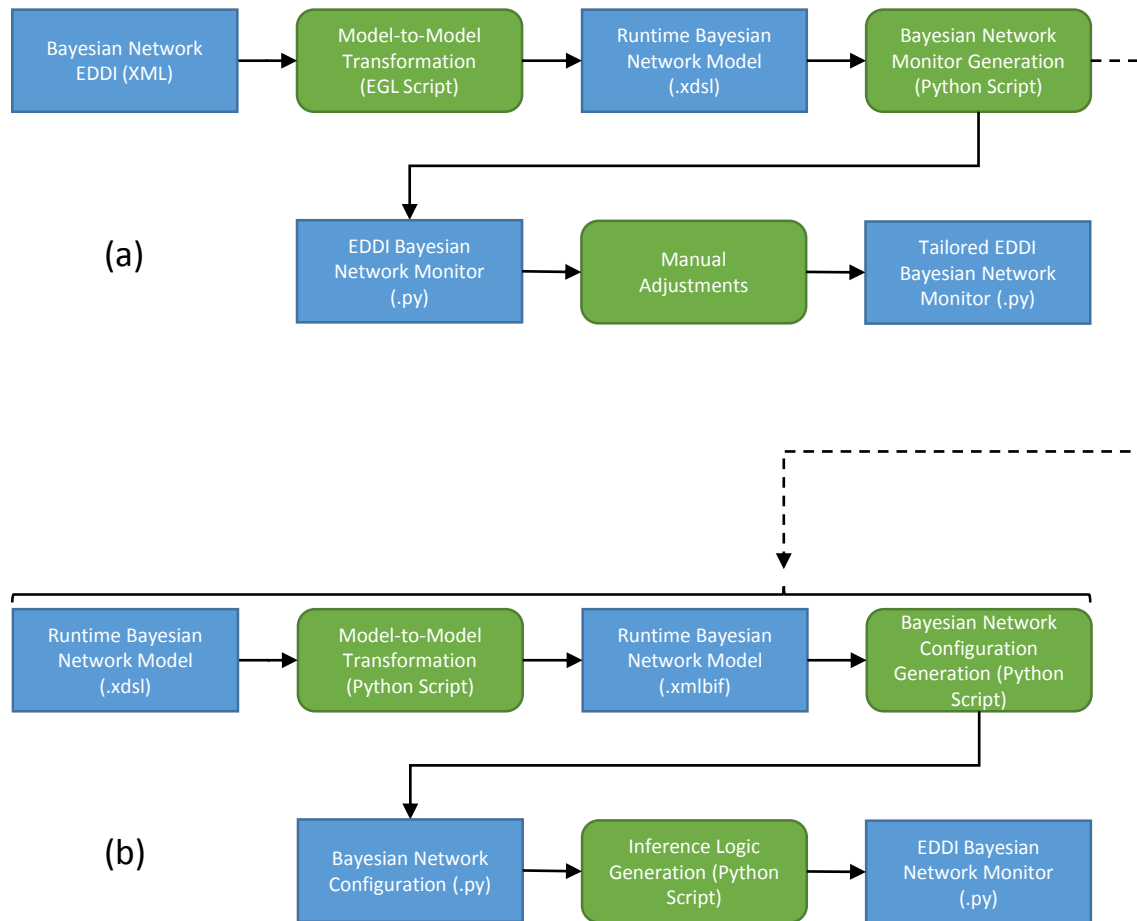 Bayesian Network
EDDI (XML)
Model-to-Model
Transformation
(EGL Script)
Runtime Bayesian
Network Model
(.xdsl)
Bayesian Network
Monitor Generation
(Python Script)
(a)
EDDI Bayesian
Network Monitor
(.py)
Manual
Adjustments
Tailored EDDI
Bayesian Network
Monitor (.py)
Runtime Bayesian
Network Model
(.xdsl)
Model-to-Model
Transformation
(Python Script)
Runtime Bayesian
Network Model
(.xmlbif)
Bayesian Network
Configuration
Generation (Python
Script)
(b)
Bayesian Network
Configuration (.py)
Inference Logic
Generation (Python
Script)
EDDI Bayesian
Network Monitor
(.py)